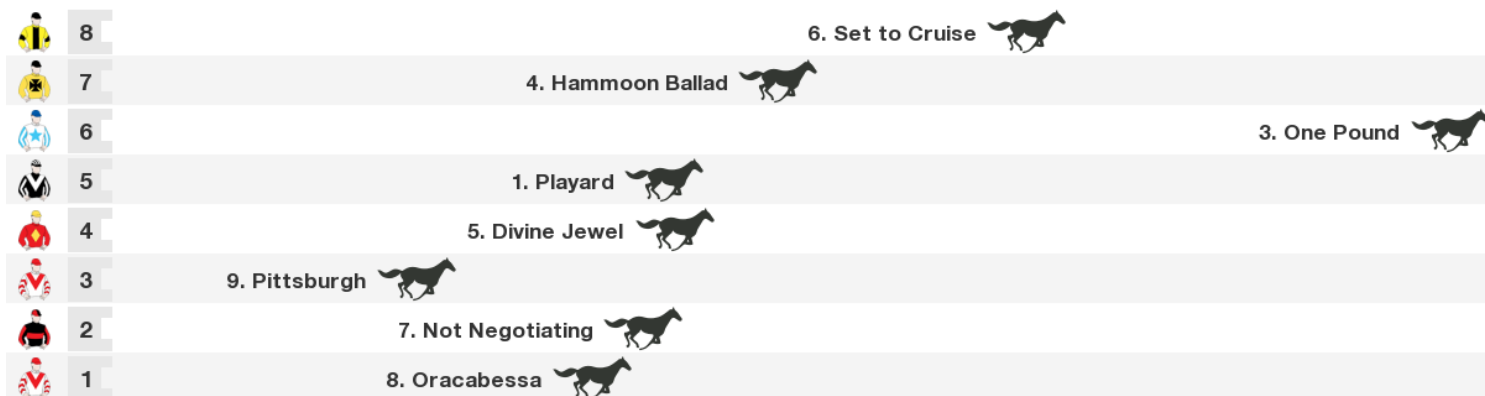 8 6. Set to Cruise
7 4. Hammoon Ballad
6 3. One Pound
5 1. Playard
4 5. Divine Jewel
3 9. Pittsburgh
2 7. Not Negotiating
1 8. Oracabessa